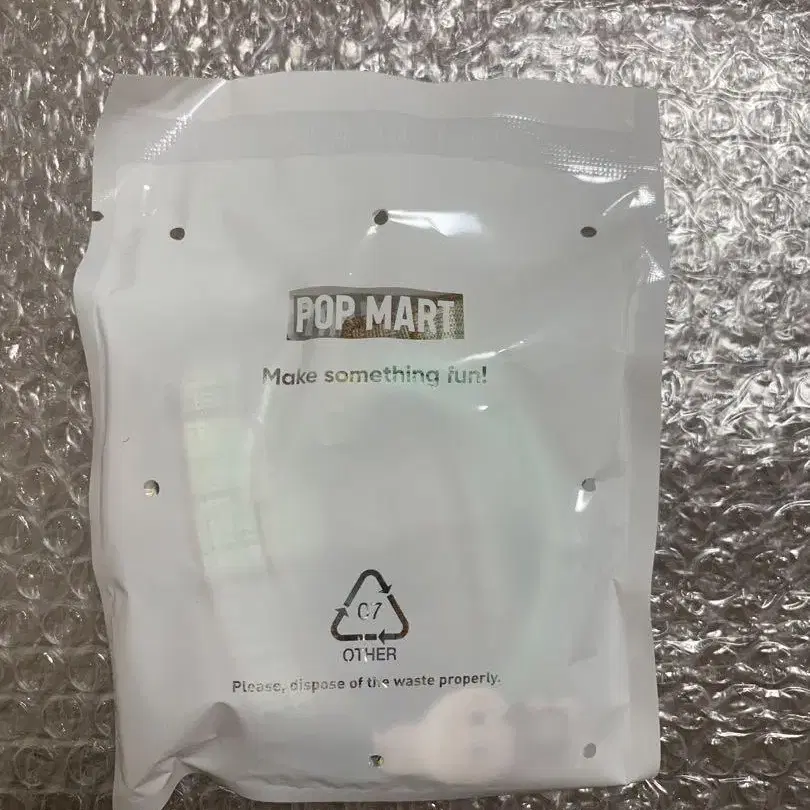 POP MART
Make something fun!
07
OTHER
Please, dispose of the waste properly.